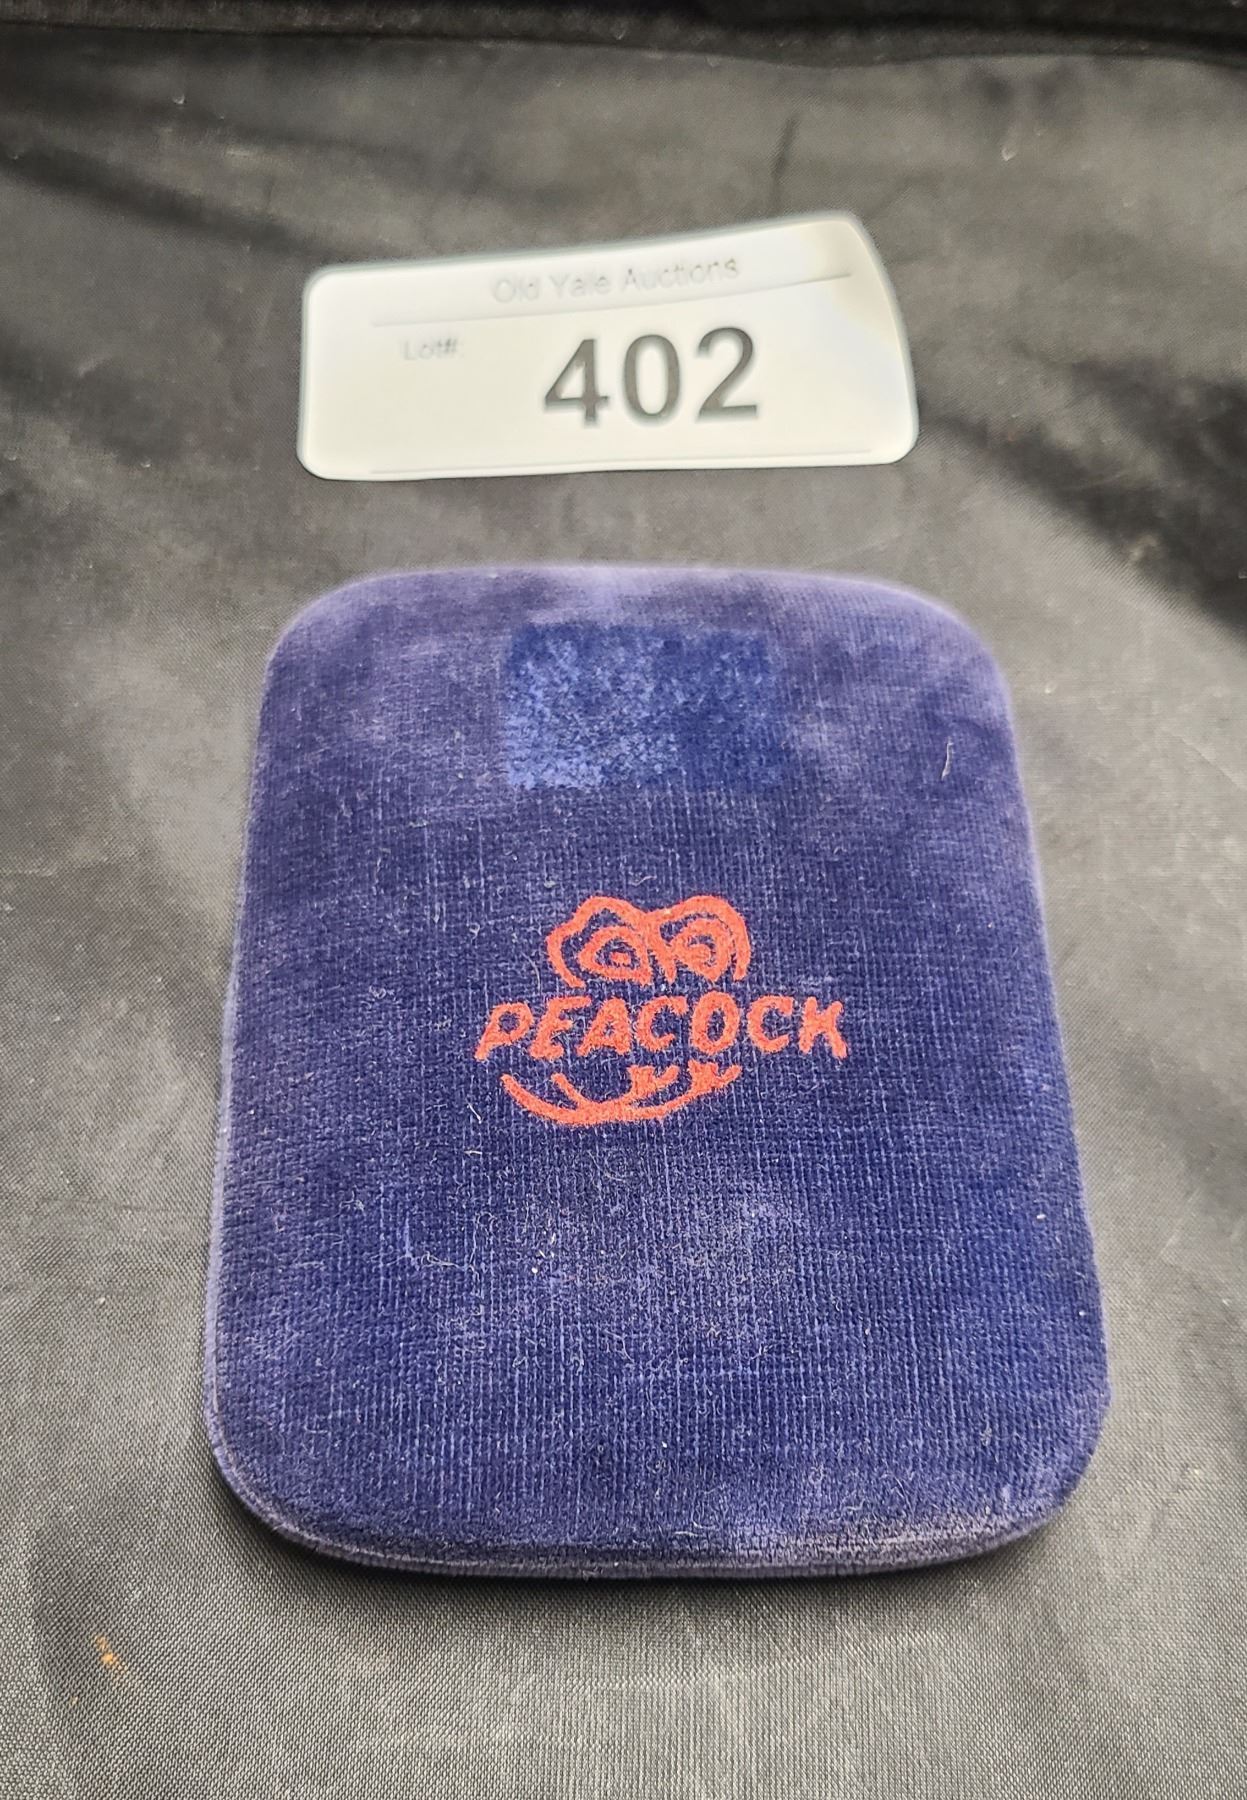 Old Yale Auctions
Lot#:
402
PEACOCK